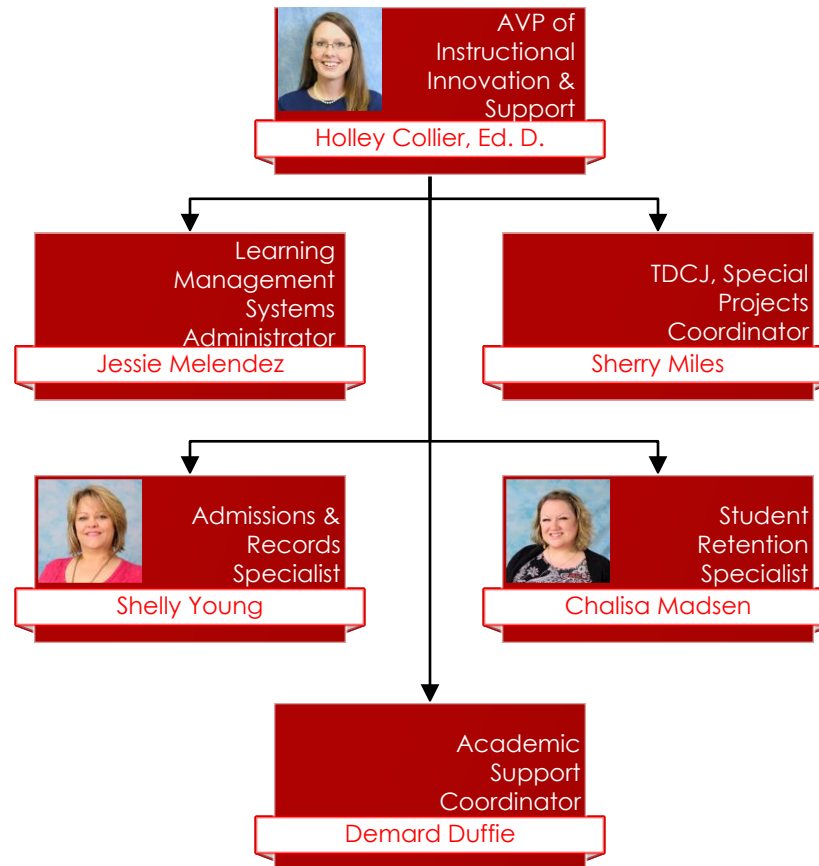 AVP of
Instructional
Innovation &
Support
Holley Collier, Ed. D.
Learning
Management
Systems
Administrator
Jessie Melendez
TDCJ, Special
Projects
Coordinator
Sherry Miles
Admissions &
Records
Specialist
Shelly Young
Student
Retention
Specialist
Chalisa Madsen
Academic
Support
Coordinator
Demard Duffie